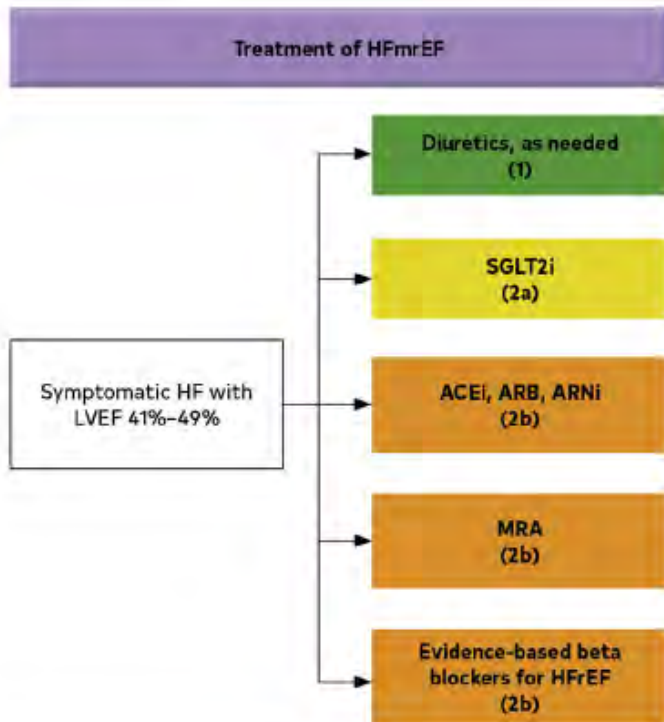 Treatment of HFmrEF
Diuretics, as needed
(1)
SGLT2i
(2a)
Symptomatic HF with
LVEF 41%–49%
ACEi, ARB, ARNi
(2b)
MRA
(2b)
Evidence-based beta
blockers for HFrEF
(2b)